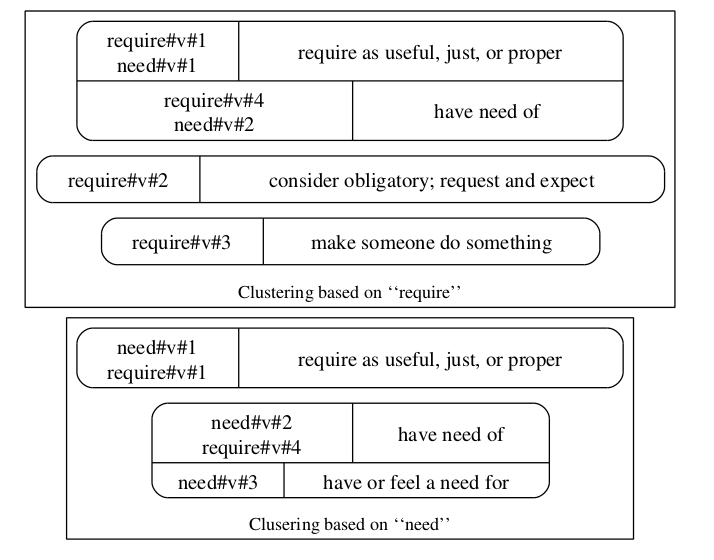 require#v#1
need#v#1
require as useful, just, or proper
require#v#4
need#v#2
have need of
require#v#2
consider obligatory; request and expect
require#v#3
make someone do something
Clustering based on ‘‘require’’
need#v#1
require#v#1
require as useful, just, or proper
need#v#2
require#v#4
have need of
need#v#3
have or feel a need for
Clusering based on ‘‘need’’